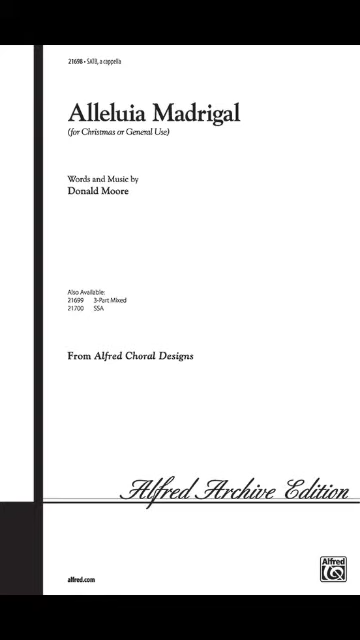 21698 • SATB, a cappella
Alleluia Madrigal
(for Christmas or General Use)
Words and Music by
Donald Moore
Also Available:
21699 3-Part Mixed
21700 SSA
From Alfred Choral Designs
Alfred Archive Edition
alfred.com
Alfred